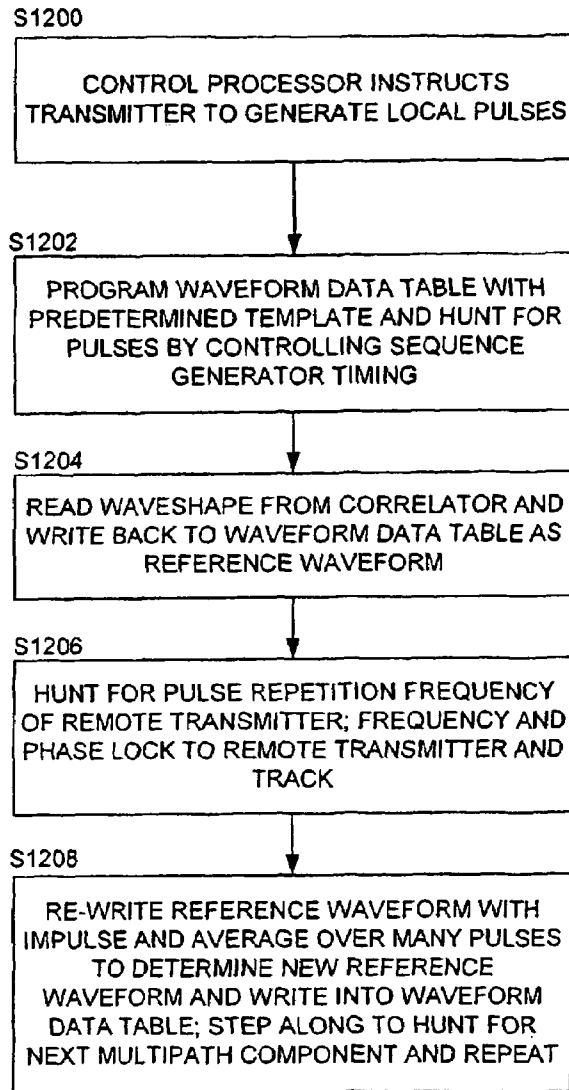 S1200
CONTROL PROCESSOR INSTRUCTS
TRANSMITTER TO GENERATE LOCAL PULSES
S1202
PROGRAM WAVEFORM DATA TABLE WITH
PREDETERMINED TEMPLATE AND HUNT FOR
PULSES BY CONTROLLING SEQUENCE
GENERATOR TIMING
S1204
READ WAVESHAPE FROM CORRELATOR AND
WRITE BACK TO WAVEFORM DATA TABLE AS
REFERENCE WAVEFORM
S1206
HUNT FOR PULSE REPETITION FREQUENCY
OF REMOTE TRANSMITTER; FREQUENCY AND
PHASE LOCK TO REMOTE TRANSMITTER AND
TRACK
S1208
RE-WRITE REFERENCE WAVEFORM WITH
IMPULSE AND AVERAGE OVER MANY PULSES
TO DETERMINE NEW REFERENCE
WAVEFORM AND WRITE INTO WAVEFORM
DATA TABLE; STEP ALONG TO HUNT FOR
NEXT MULTIPATH COMPONENT AND REPEAT